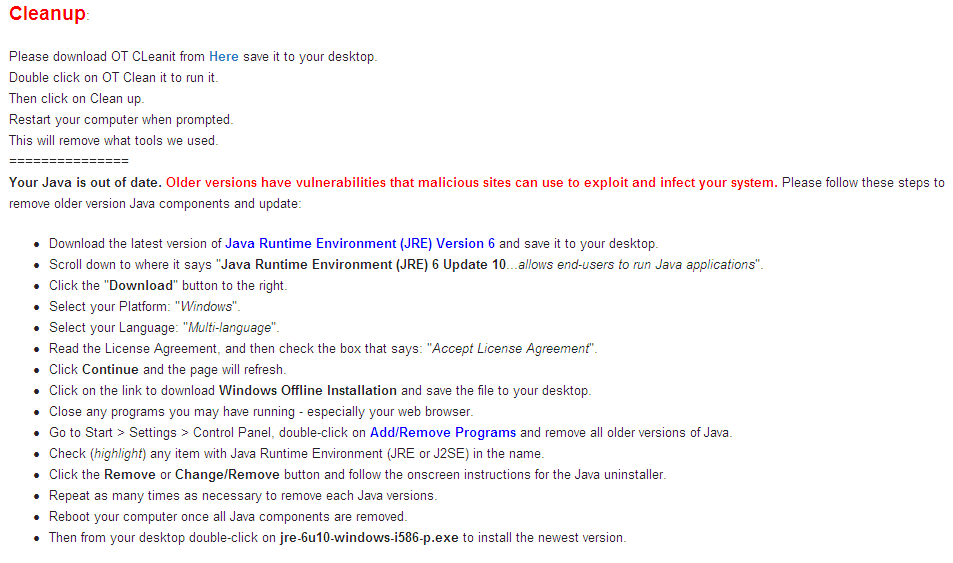 Cleanup:
Please download OT CLeanit from Here save it to your desktop.
Double click on OT Clean it to run it.
Then click on Clean up.
Restart your computer when prompted.
This will remove what tools we used.
===============
Your Java is out of date. Older versions have vulnerabilities that malicious sites can use to exploit and infect your system. Please follow these steps to
remove older version Java components and update:
• Download the latest version of Java Runtime Environment (JRE) Version 6 and save it to your desktop.
• Scroll down to where it says "Java Runtime Environment (JRE) 6 Update 10...allows end-users to run Java applications".
• Click the "Download" button to the right.
• Select your Platform: "Windows".
• Select your Language: "Multi-language".
• Read the License Agreement, and then check the box that says: "Accept License Agreement".
• Click Continue and the page will refresh.
• Click on the link to download Windows Offline Installation and save the file to your desktop.
• Close any programs you may have running - especially your web browser.
• Go to Start > Settings > Control Panel, double-click on Add/Remove Programs and remove all older versions of Java.
• Check (highlight) any item with Java Runtime Environment (JRE or J2SE) in the name.
• Click the Remove or Change/Remove button and follow the onscreen instructions for the Java uninstaller.
• Repeat as many times as necessary to remove each Java versions.
• Reboot your computer once all Java components are removed.
• Then from your desktop double-click on jre-6u10-windows-i586-p.exe to install the newest version.